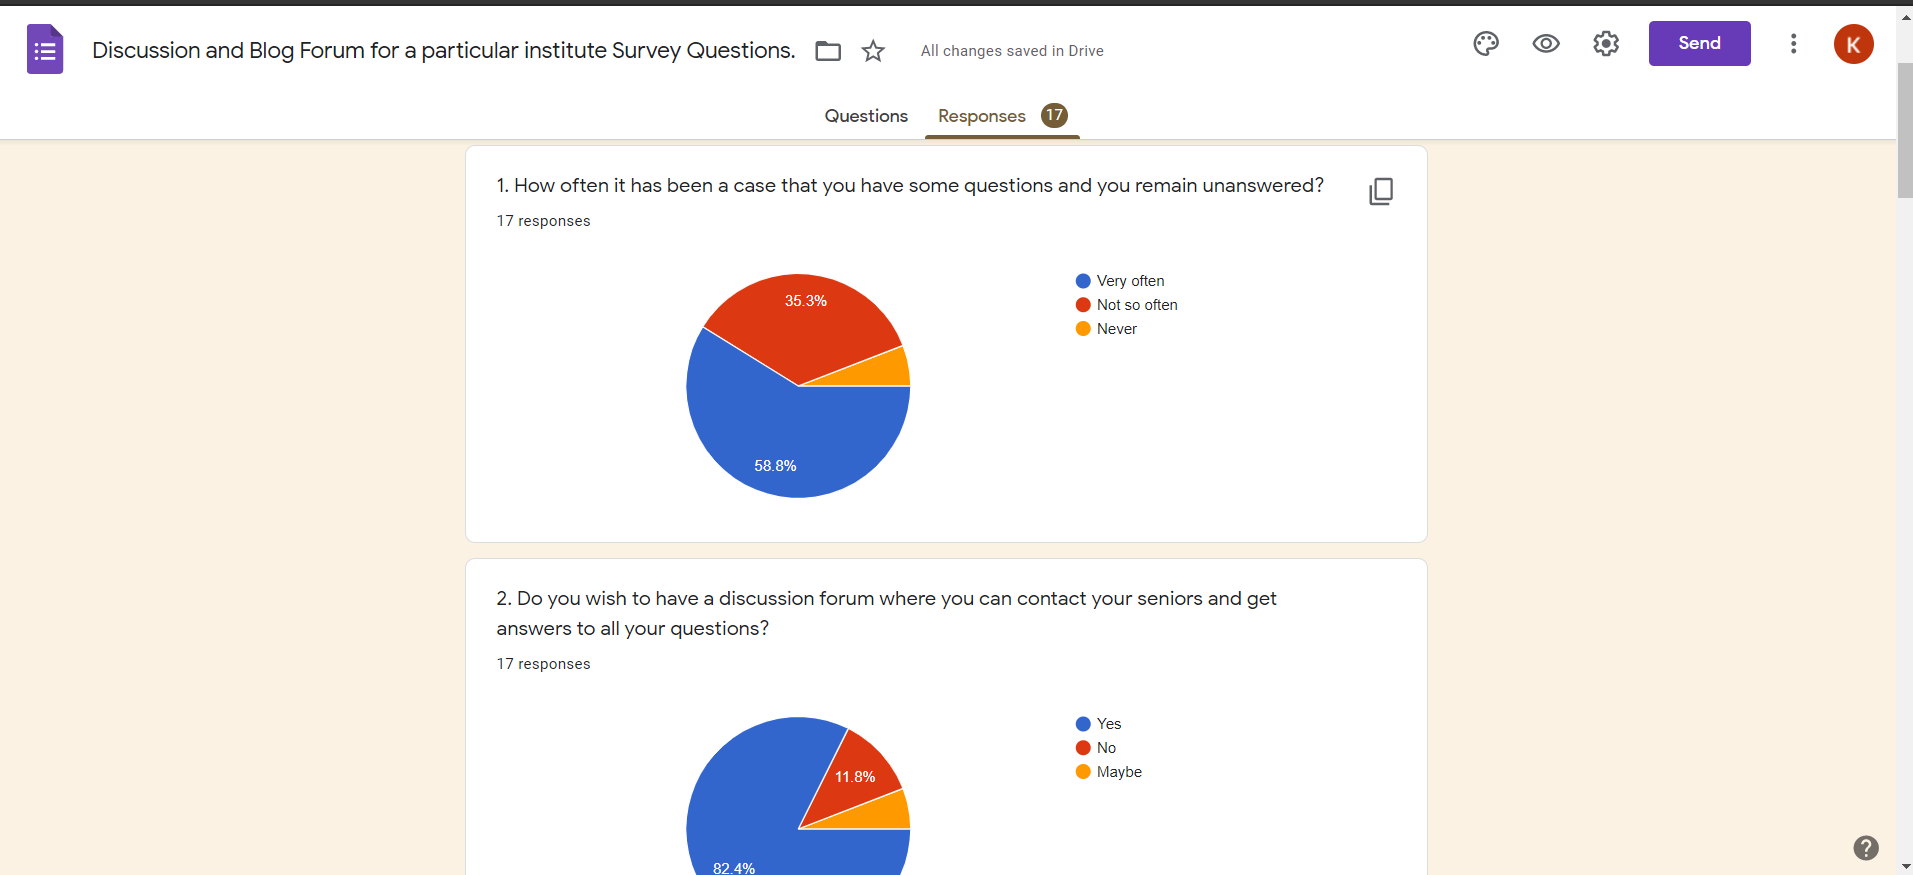 Discussion and Blog Forum for a particular institute Survey Questions.
All changes saved in Drive
Send
K
Questions
Responses 17
1. How often it has been a case that you have some questions and you remain unanswered?
17 responses
35.3%
58.8%
Very often
Not so often
Never
2. Do you wish to have a discussion forum where you can contact your seniors and get
answers to all your questions?
17 responses
11.8%
82.4%
Yes
No
Maybe
?